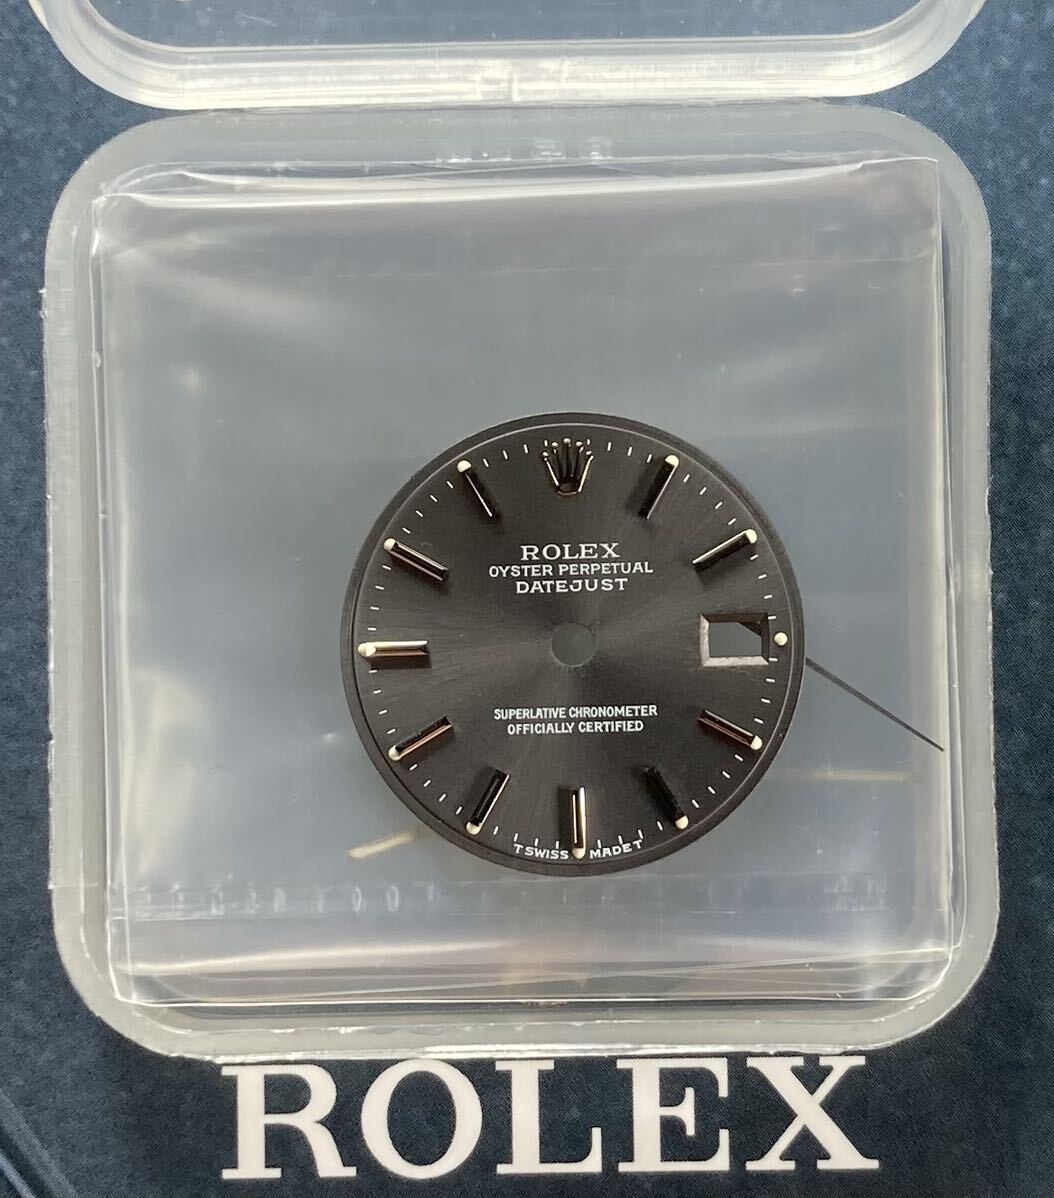 ROLEX
OYSTER PERPETUAL
DATEJUST
SUPERLATIVE CHRONOMETER
OFFICIALLY CERTIFIED
T SWISS MADE T
ROLEX